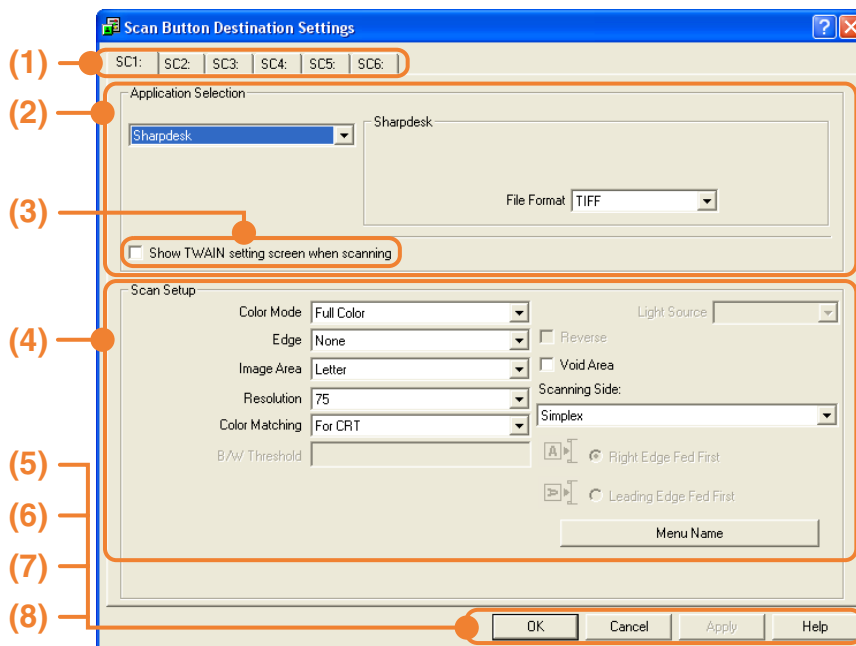 Scan Button Destination Settings
(1)
SC1: SC2: SC3: SC4: SC5: SC6:
(2)
Application Selection
Sharpdesk
Sharpdesk
File Format TIFF
(3)
Show TWAIN setting screen when scanning
Scan Setup
(4)
Color Mode Full Color
Light Source
Edge None
Reverse
Image Area Letter
Void Area
Resolution 75
Scanning Side:
Color Matching For CRT
Simplex
B/W Threshold
A
Right Edge Fed First
A
Leading Edge Fed First
Menu Name
(5)
(6)
(7)
(8)
OK Cancel Apply Help